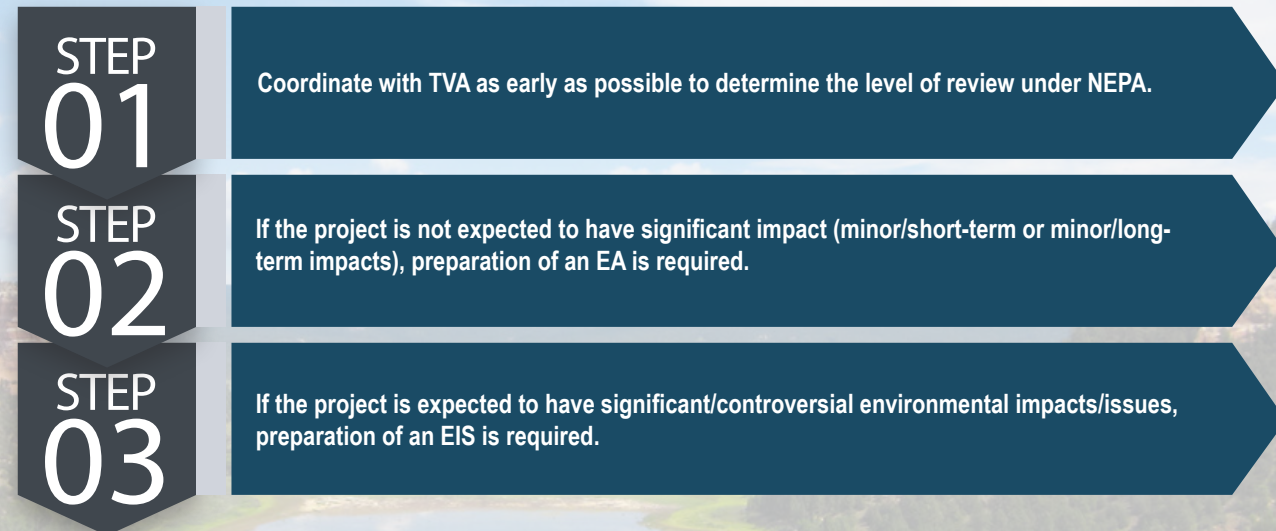 STEP
01
Coordinate with TVA as early as possible to determine the level of review under NEPA.
STEP
02
If the project is not expected to have significant impact (minor/short-term or minor/long-
term impacts), preparation of an EA is required.
STEP
03
If the project is expected to have significant/controversial environmental impacts/issues,
preparation of an EIS is required.